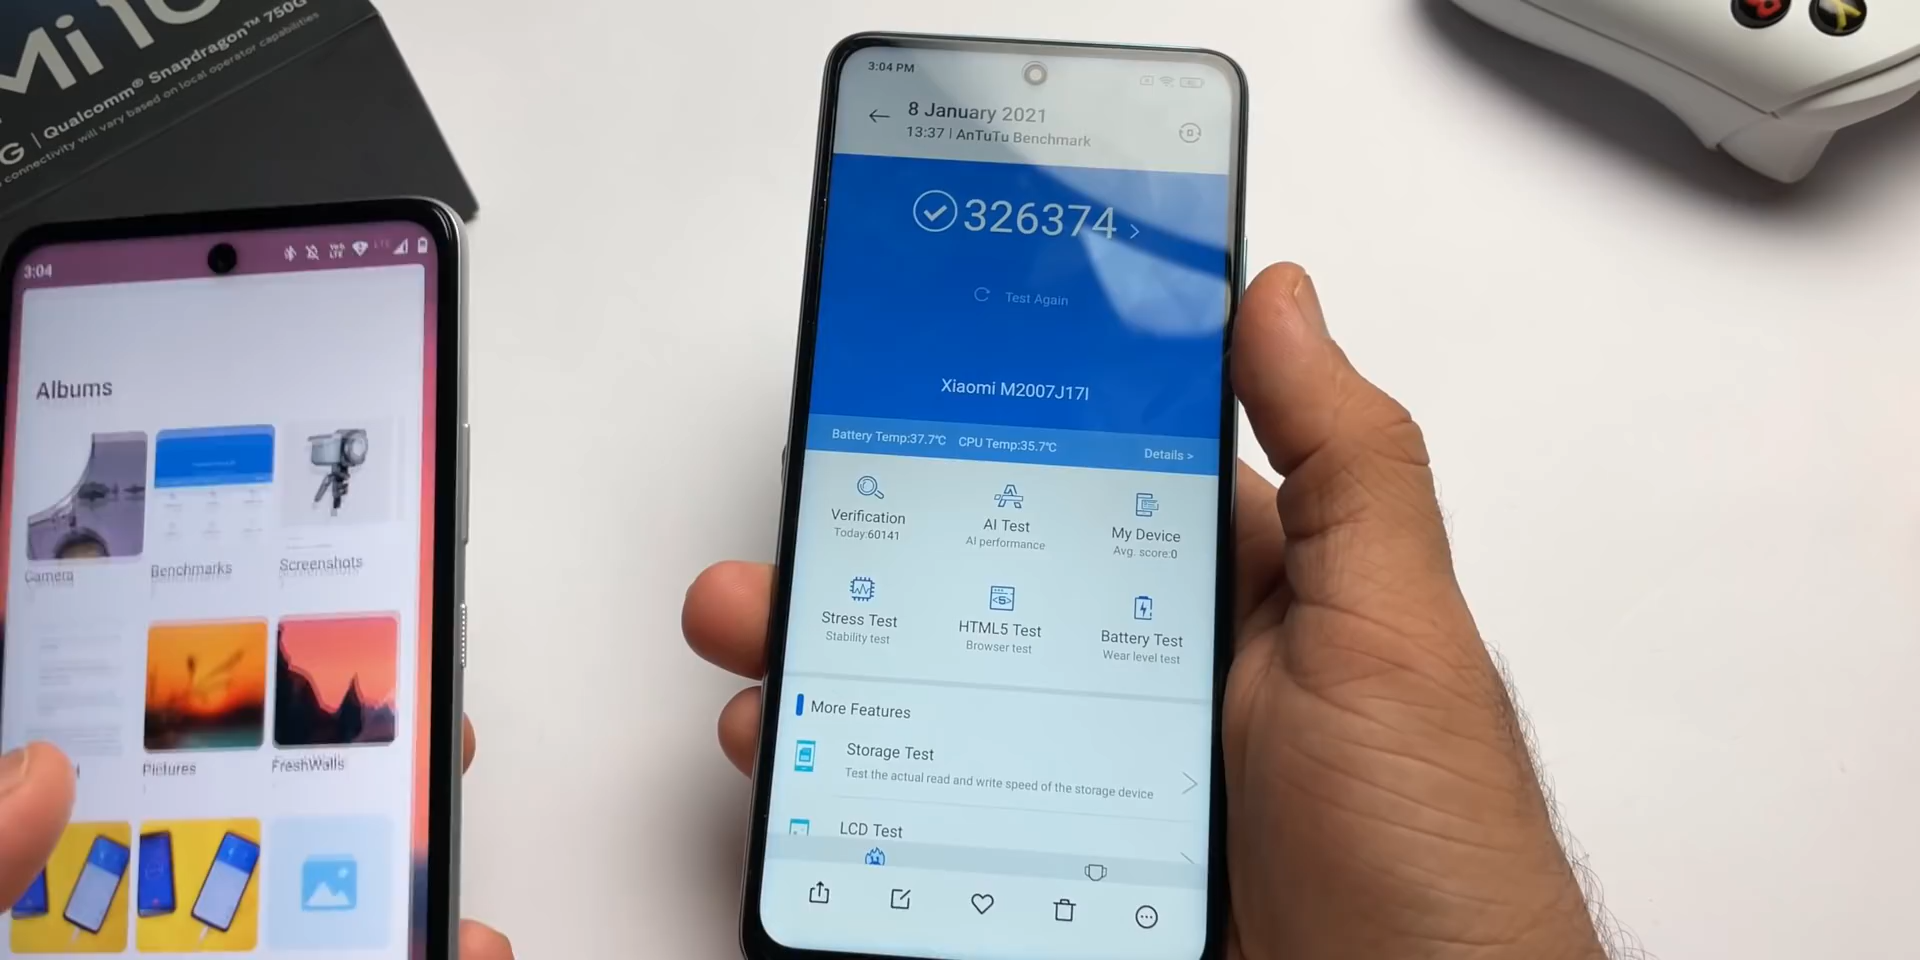 Mi 10
G | Qualcomm® Snapdragon™ 750G
connectivity will vary based on local operator capabilities
3:04
Albums
Camera
Benchmarks
Screenshots
Pictures
FreshWalls
3:04 PM
8 January 2021
13:37 | AnTuTu Benchmark
326374 >
Test Again
Xiaomi M2007J17I
Battery Temp:37.7℃ CPU Temp:35.7℃ Details >
Verification
Today:60141
AI Test
AI performance
My Device
Avg. score:0
Stress Test
Stability test
HTML5 Test
Browser test
Battery Test
Wear level test
More Features
Storage Test
Test the actual read and write speed of the storage device
LCD Test
X
Y